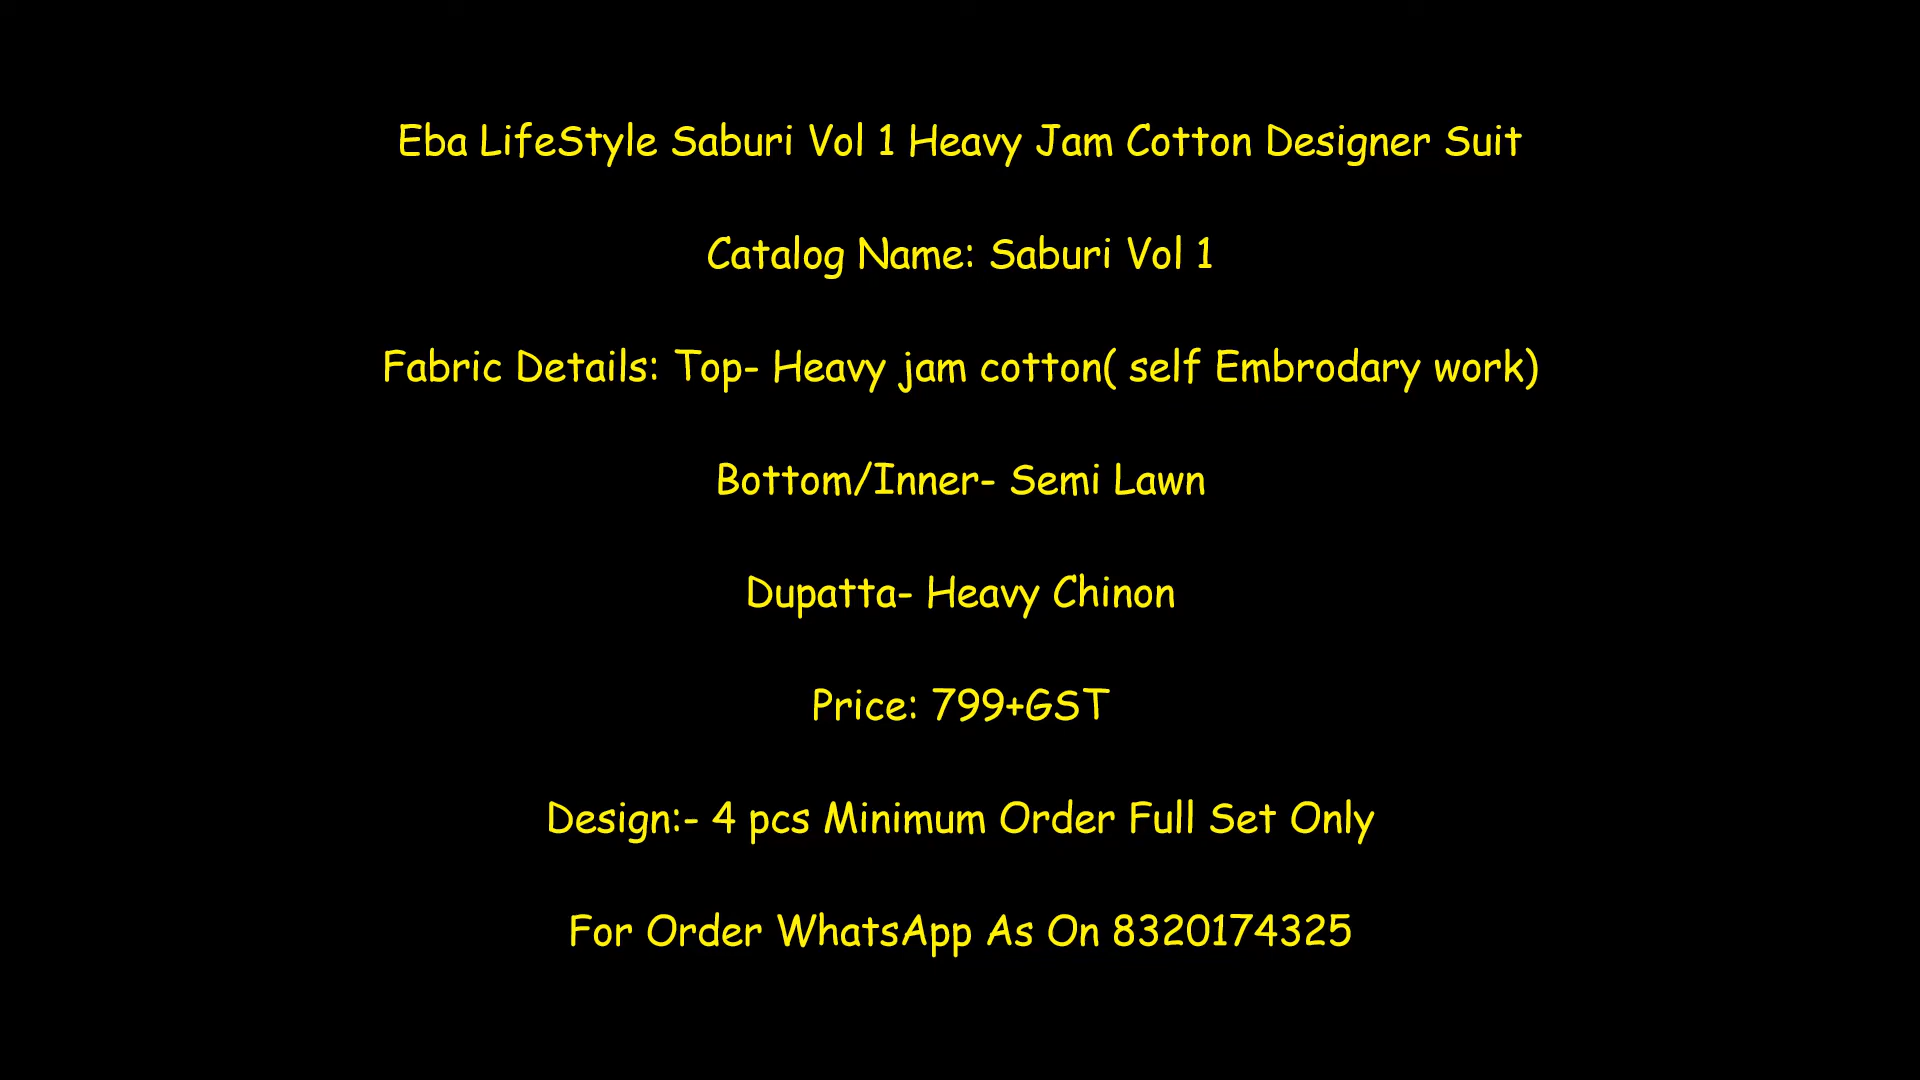 Eba LifeStyle Saburi Vol 1 Heavy Jam Cotton Designer Suit
Catalog Name: Saburi Vol 1
Fabric Details: Top- Heavy jam cotton( self Embrodary work)
Bottom/Inner- Semi Lawn
Dupatta- Heavy Chinon
Price: 799+GST
Design:- 4 pcs Minimum Order Full Set Only
For Order WhatsApp As On 8320174325